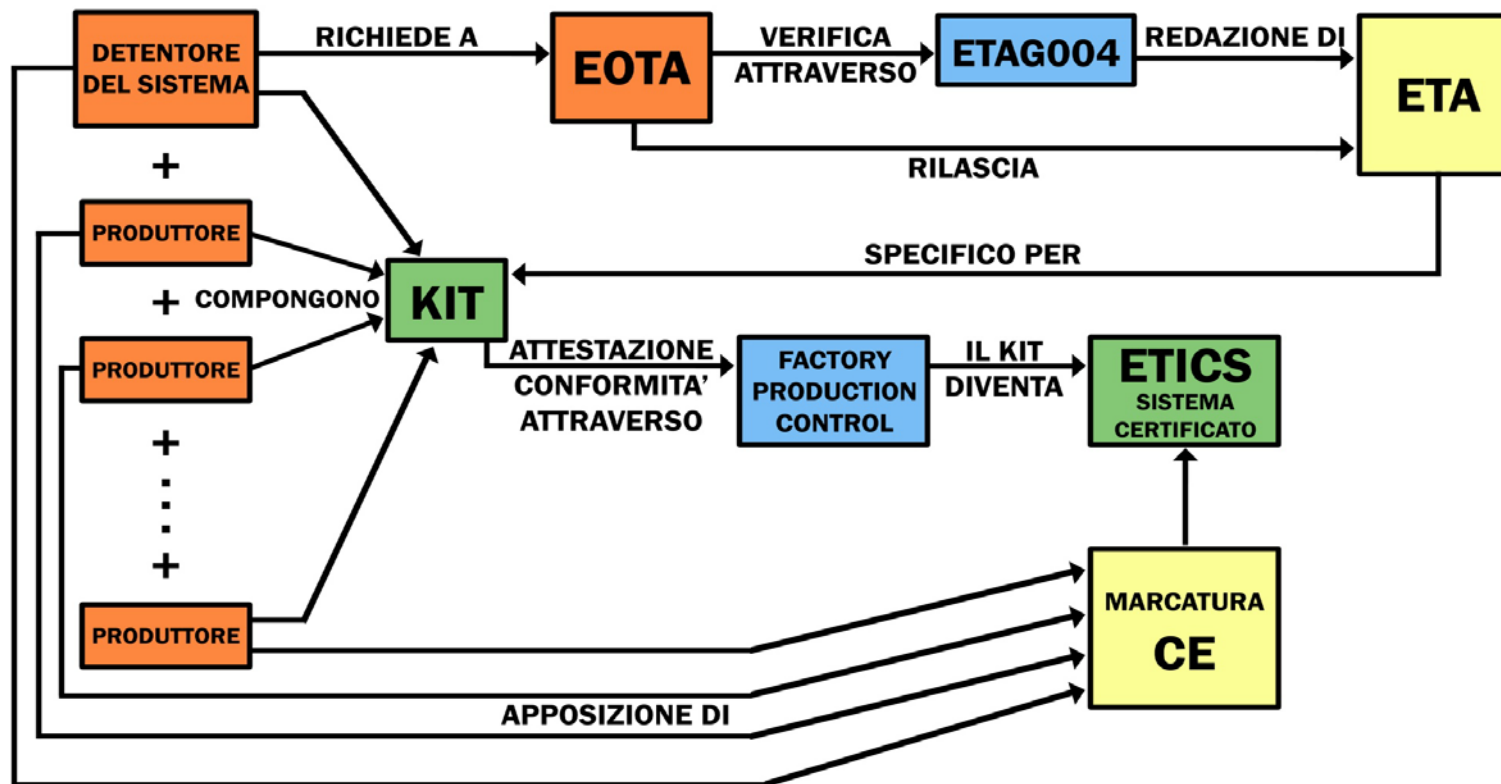 DETENTORE
DEL SISTEMA
RICHIEDE A
EOTA
VERIFICA
ATTRAVERSO
ETAG004
REDAZIONE DI
ETA
RILASCIA
+
PRODUTTORE
SPECIFICO PER
+
COMPONGONO
KIT
PRODUTTORE
ATTESTAZIONE
CONFORMITA'
ATTRAVERSO
FACTORY
PRODUCTION
CONTROL
IL KIT
DIVENTA
ETICS
SISTEMA
CERTIFICATO
+
.
.
.
+
PRODUTTORE
MARCATURA
CE
APPOSIZIONE DI